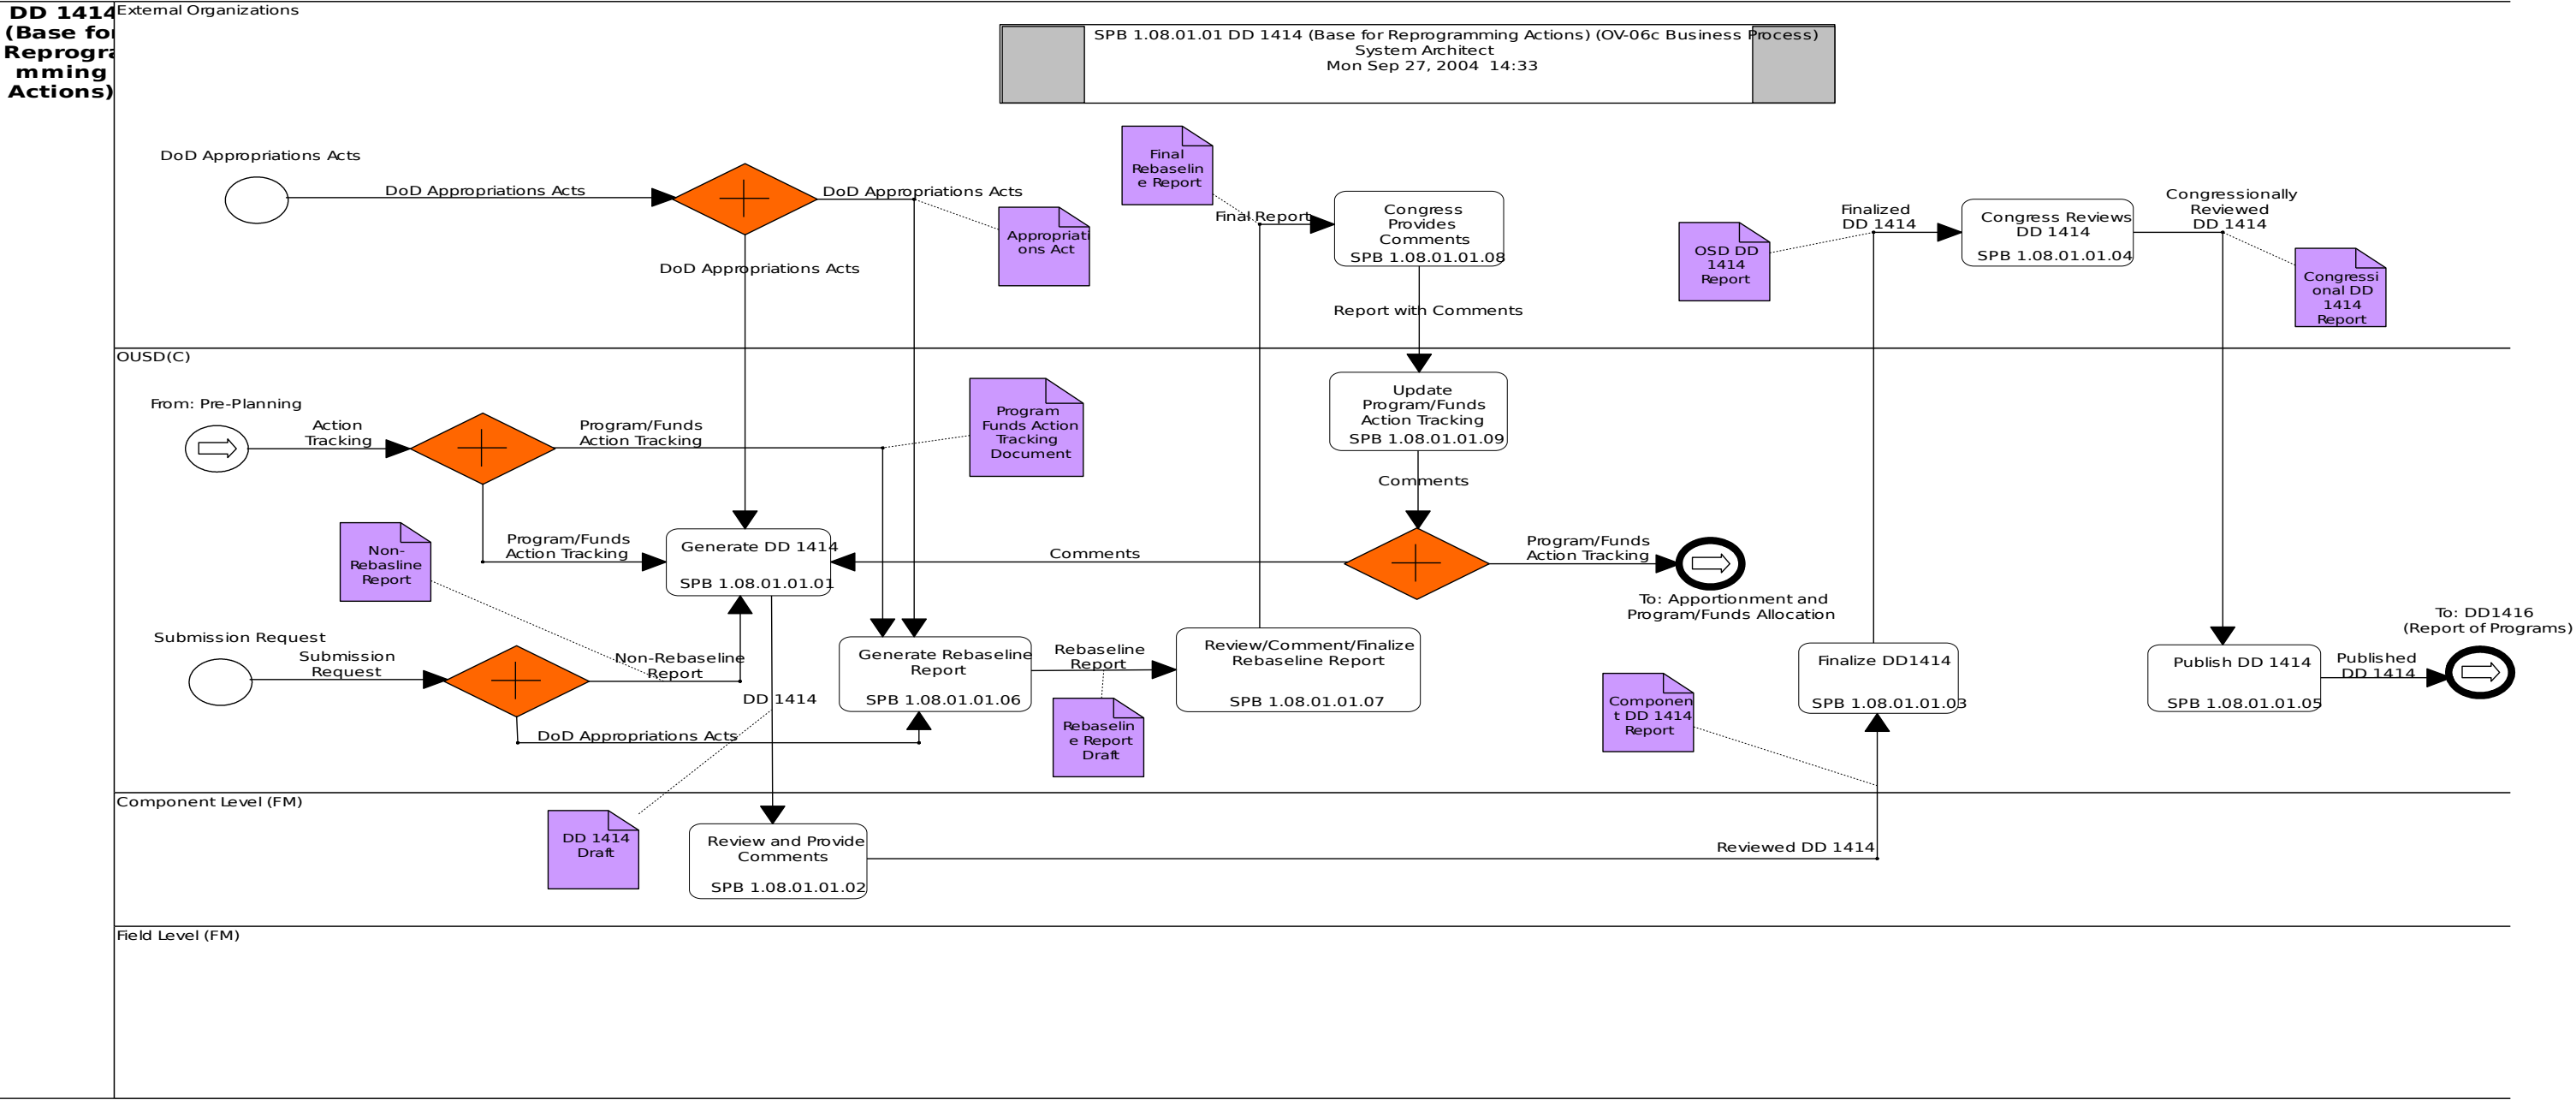 DD 1414
(Base for
Reprogra
mming
Actions)
External Organizations
SPB 1.08.01.01 DD 1414 (Base for Reprogramming Actions) (OV-06c Business Process)
System Architect
Mon Sep 27, 2004  14:33
DoD Appropriations Acts
DoD Appropriations Acts
DoD Appropriations Acts
DoD Appropriations Acts
Appropriati
ons Act
Final
Rebaselin
e Report
Final Report
Congress
Provides
Comments
SPB 1.08.01.01.08
Report with Comments
OSD DD
1414
Report
Finalized
DD 1414
Congress Reviews
DD 1414
SPB 1.08.01.01.04
Congressionally
Reviewed
DD 1414
Congressi
onal DD
1414
Report
OUSD(C)
From: Pre-Planning
Action
Tracking
Program/Funds
Action Tracking
Program
Funds Action
Tracking
Document
Update
Program/Funds
Action Tracking
SPB 1.08.01.01.09
Comments
Non-
Rebasline
Report
Program/Funds
Action Tracking
Generate DD 1414
SPB 1.08.01.01.01
Comments
Program/Funds
Action Tracking
To: Apportionment and
Program/Funds Allocation
Submission Request
Submission
Request
Non-Rebaseline
Report
DD 1414
DoD Appropriations Acts
Generate Rebaseline
Report
SPB 1.08.01.01.06
Rebaseline
Report
Rebaselin
e Report
Draft
Review/Comment/Finalize
Rebaseline Report
SPB 1.08.01.01.07
Componen
t DD 1414
Report
Finalize DD1414
SPB 1.08.01.01.03
Publish DD 1414
SPB 1.08.01.01.05
Published
DD 1414
To: DD1416
(Report of Programs)
Component Level (FM)
DD 1414
Draft
Review and Provide
Comments
SPB 1.08.01.01.02
Reviewed DD 1414
Field Level (FM)